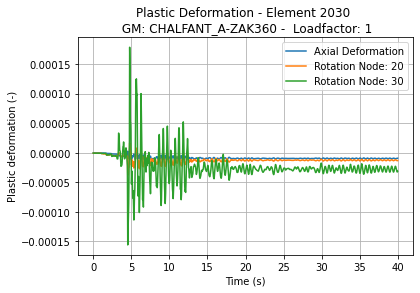 Plastic Deformation - Element 2030
GM: CHALFANT_A-ZAK360 -  Loadfactor: 1
Axial Deformation
Rotation Node: 20
Rotation Node: 30
Plastic deformation (-)
0.00015
0.00010
0.00005
0.00000
−0.00005
−0.00010
−0.00015
0 5 10 15 20 25 30 35 40
Time (s)